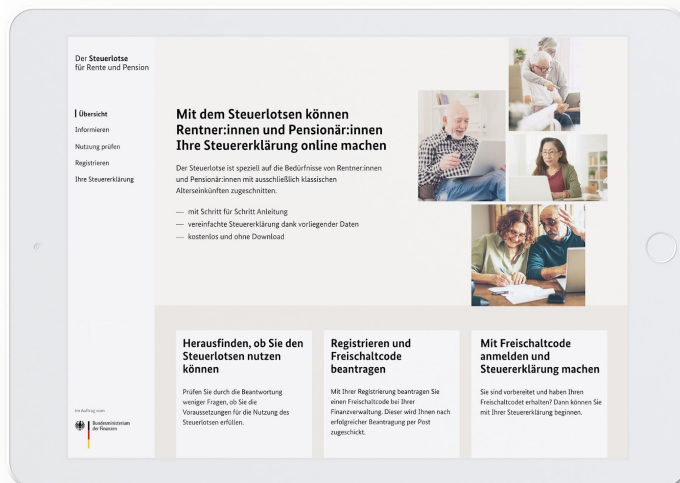 Der Steuerlotse
für Rente und Pension
Übersicht
Informieren
Nutzung prüfen
Registrieren
Ihre Steuererklärung
Im Auftrag vom
Bundesministerium
der Finanzen
Mit dem Steuerlotsen können
Rentner:innen und Pensionär:innen
Ihre Steuererklärung online machen
Der Steuerlotse ist speziell auf die Bedürfnisse von Rentner:innen
und Pensionär:innen mit ausschließlich klassischen
Alterseinkünften zugeschnitten.
— mit Schritt für Schritt Anleitung
— vereinfachte Steuererklärung dank vorliegender Daten
— kostenlos und ohne Download
Herausfinden, ob Sie den
Steuerlotsen nutzen
können
Prüfen Sie durch die Beantwortung
weniger Fragen, ob Sie die
Voraussetzungen für die Nutzung des
Steuerlotsen erfüllen.
Registrieren und
Freischaltcode
beantragen
Mit Ihrer Registrierung beantragen Sie
einen Freischaltcode bei Ihrer
Finanzverwaltung. Dieser wird Ihnen nach
erfolgreicher Beantragung per Post
zugeschickt.
Mit Freischaltcode
anmelden und
Steuererklärung machen
Sie sind vorbereitet und haben Ihren
Freischaltcodet erhalten? Dann können Sie
mit Ihrer Steuererklärung beginnen.